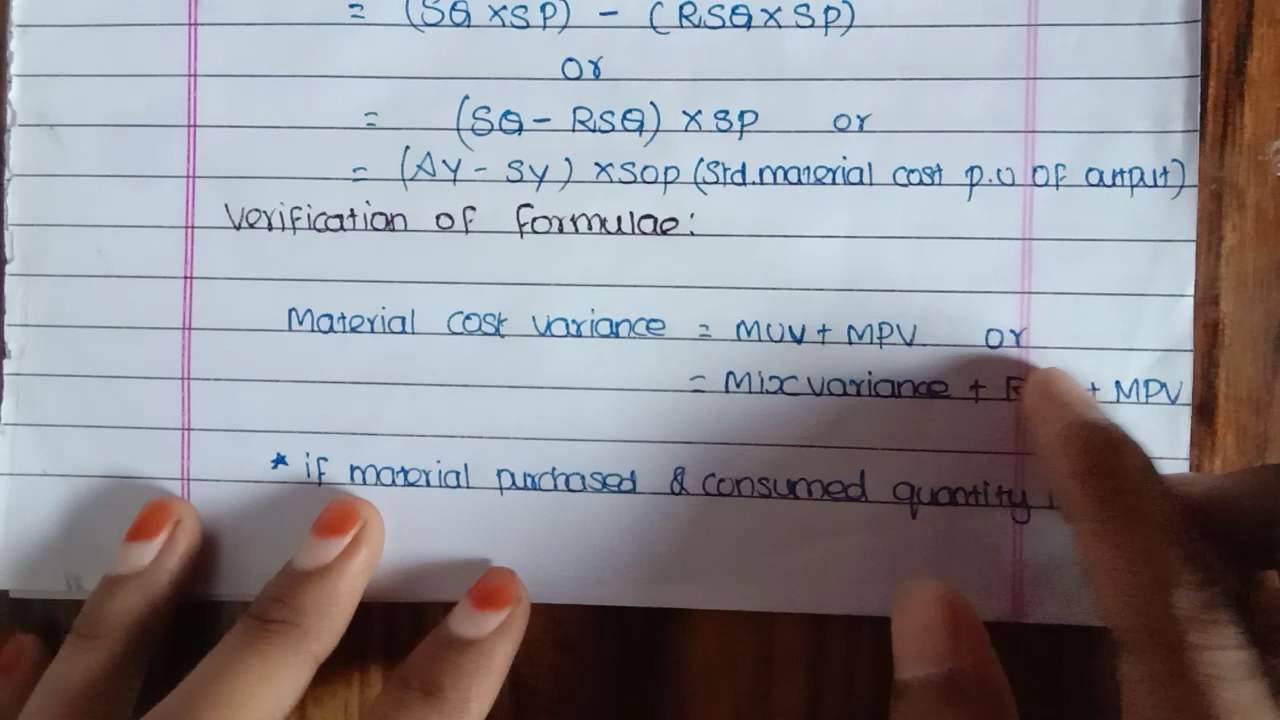 = (SQ x SP) - (RSQ x SP)
or
= (SQ - RSQ) x SP or
= (AY - SY) x SOP (Std.material cost p.u OF output)
Verification of formulae:
Material cost variance = MUV + MPV or
= Mix variance + + MPV
* if material purchased & consumed quantity